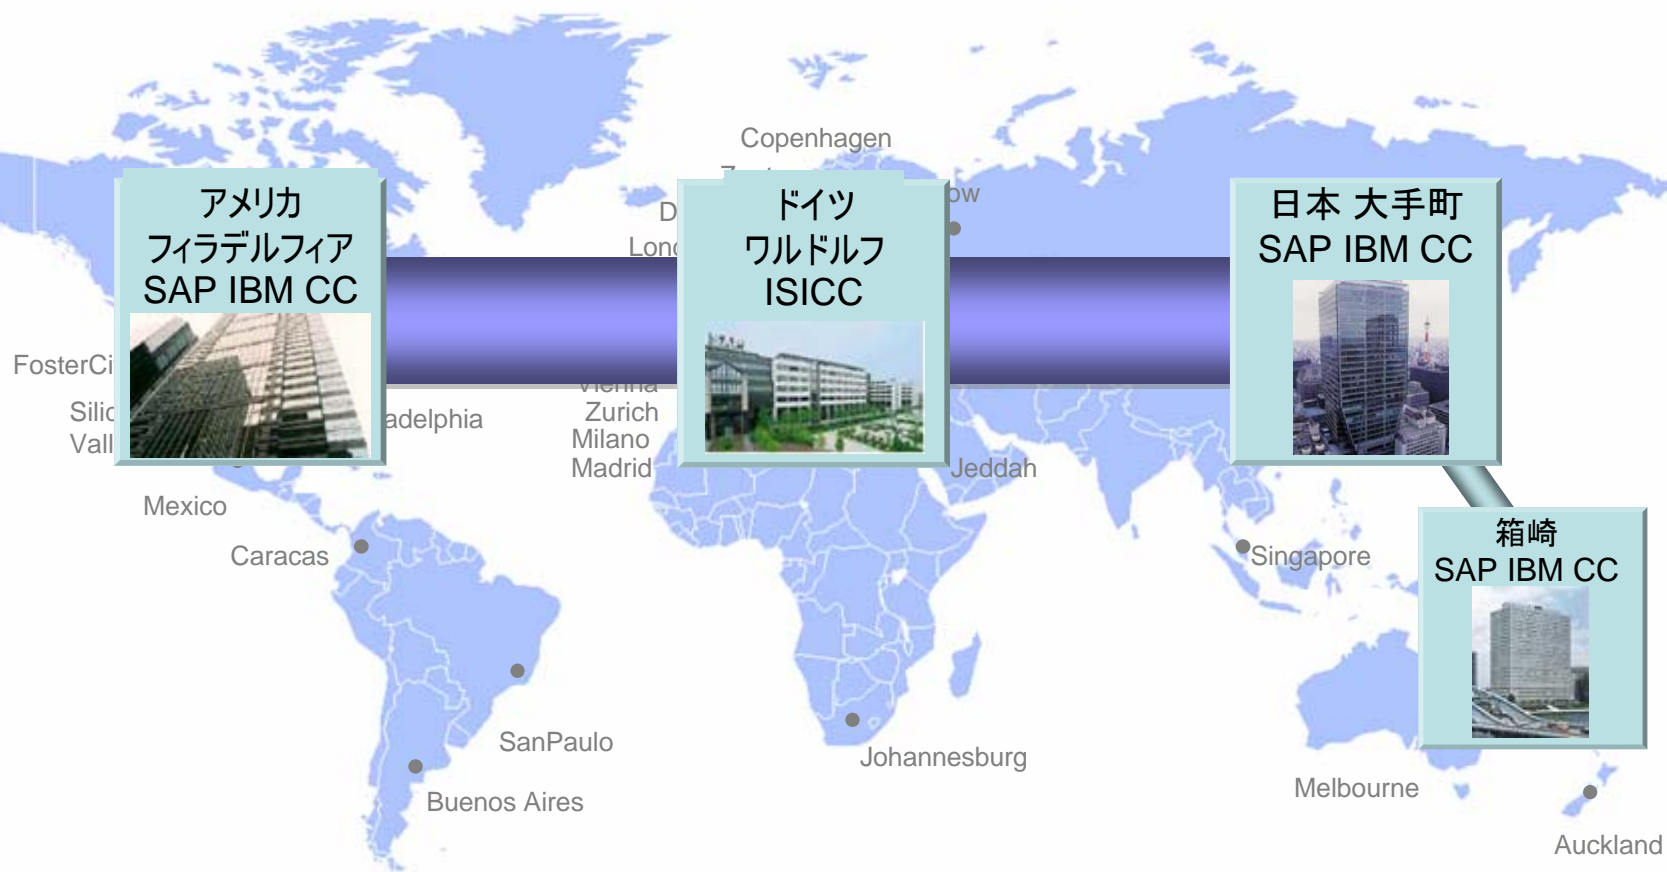 Copenhagen
アメリカ
フィラデルフィア
SAP IBM CC
ドイツ
ワルドルフ
ISICC
日本 大手町
SAP IBM CC
Zurich
Milano
Madrid
Jeddah
Mexico
Caracas
Singapore
箱崎
SAP IBM CC
SanPaulo
Buenos Aires
Johannesburg
Melbourne
Auckland